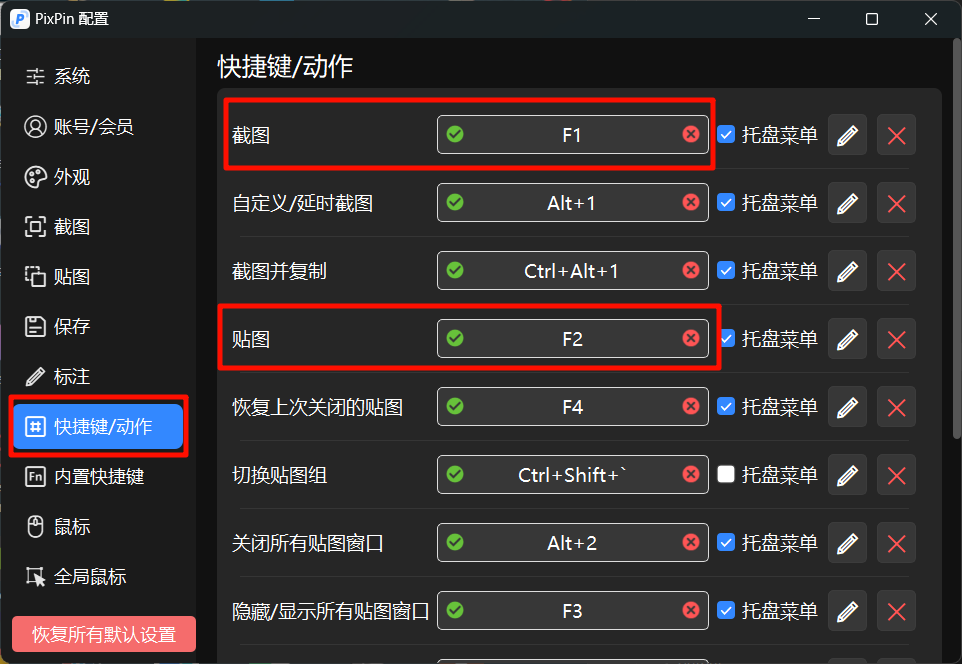 PixPin 配置
系统
账号/会员
外观
截图
贴图
保存
标注
快捷键/动作
内置快捷键
鼠标
全局鼠标
恢复所有默认设置
快捷键/动作
截图 F1 托盘菜单
自定义/延时截图 Alt+1 托盘菜单
截图并复制 Ctrl+Alt+1 托盘菜单
贴图 F2 托盘菜单
恢复上次关闭的贴图 F4 托盘菜单
切换贴图组 Ctrl+Shift+` 托盘菜单
关闭所有贴图窗口 Alt+2 托盘菜单
隐藏/显示所有贴图窗口 F3 托盘菜单